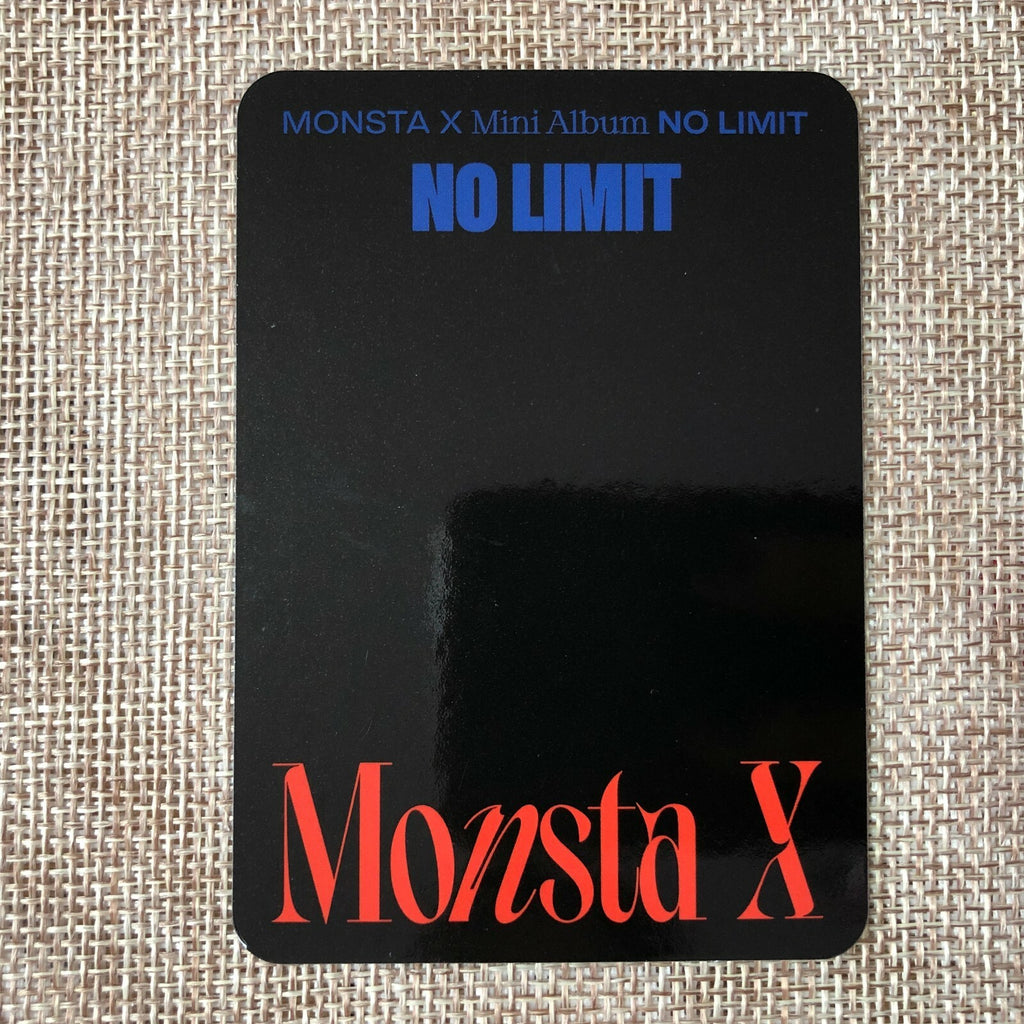 MONSTA X Mini Album NO LIMIT
NO LIMIT
Monsta X